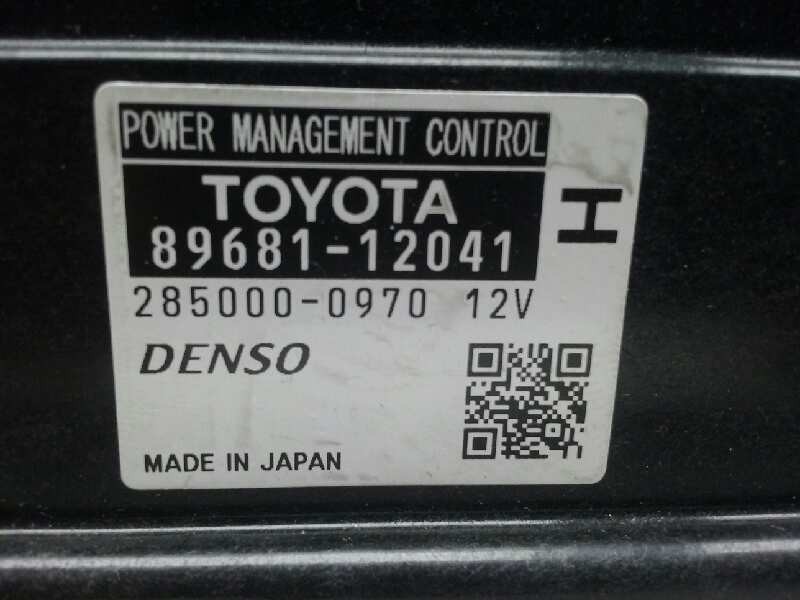 POWER MANAGEMENT CONTROL
TOYOTA
89681-12041
H
285000-0970 12V
DENSO
MADE IN JAPAN